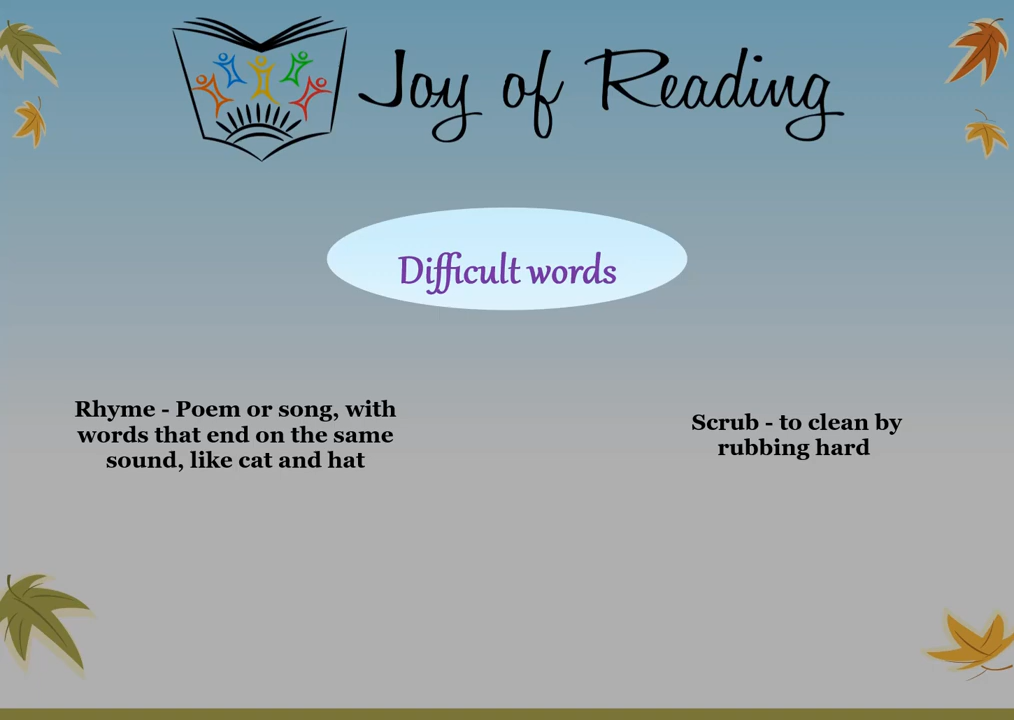 Joy of Reading
Difficult words
Rhyme - Poem or song, with
words that end on the same
sound, like cat and hat
Scrub - to clean by
rubbing hard